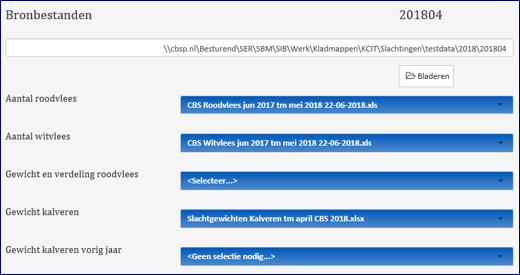 Bronbestanden 201804
\\cbsp.nl\Besturend\SER\SBM\SIB\Werk\Kladmappen\KCIT\Slachtingen\testdata\2018\201804
Bladeren
Aantal roodvlees CBS Roodvlees jun 2017 tm mei 2018 22-06-2018.xls
Aantal witvlees CBS Witvlees jun 2017 tm mei 2018 22-06-2018.xls
Gewicht en verdeling roodvlees <Selecteer...>
Gewicht kalveren Slachtgewichten Kalveren tm april CBS 2018.xlsx
Gewicht kalveren vorig jaar <Geen selectie nodig...>